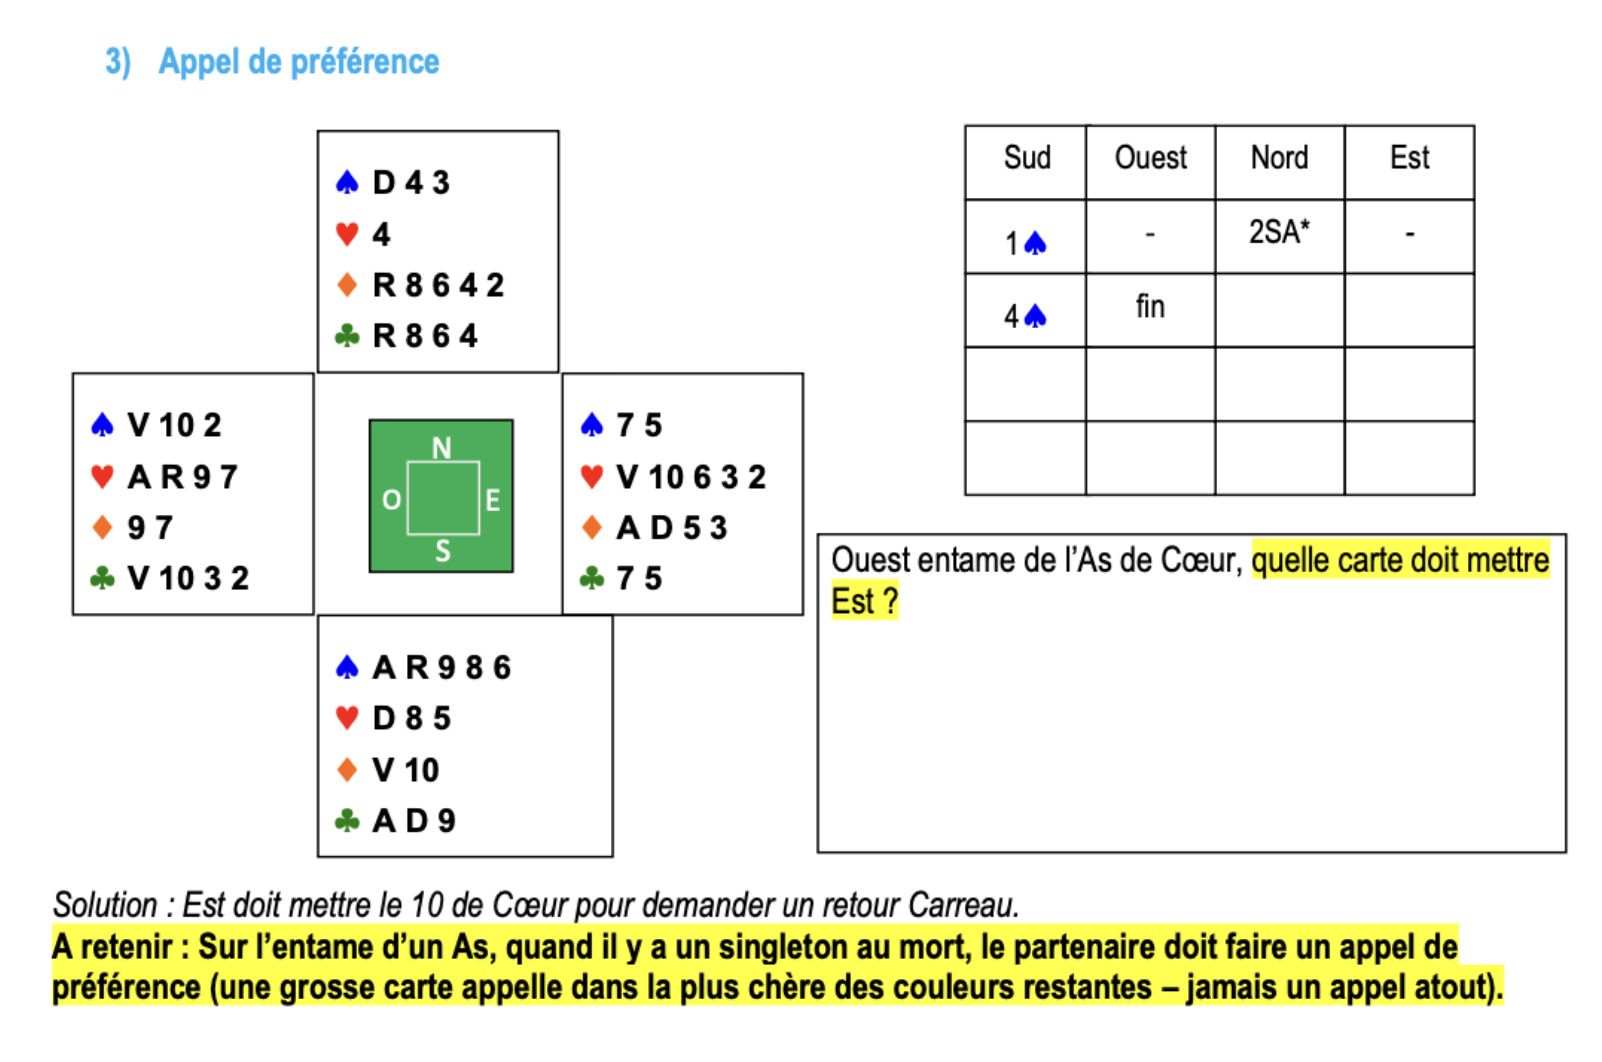 3) Appel de préférence
♠ D 4 3
♥ 4
♦ R 8 6 4 2
♣ R 8 6 4
♠ V 10 2
♥ A R 9 7
♦ 9 7
♣ V 10 3 2
N
O E
S
♠ 7 5
♥ V 10 6 3 2
♦ A D 5 3
♣ 7 5
♠ A R 9 8 6
♥ D 8 5
♦ V 10
♣ A D 9
Sud Ouest Nord Est
1♠ - 2SA* -
4♠ fin
Ouest entame de l’As de Cœur, quelle carte doit mettre
Est ?
Solution : Est doit mettre le 10 de Cœur pour demander un retour Carreau.
A retenir : Sur l’entame d’un As, quand il y a un singleton au mort, le partenaire doit faire un appel de
préférence (une grosse carte appelle dans la plus chère des couleurs restantes – jamais un appel atout).